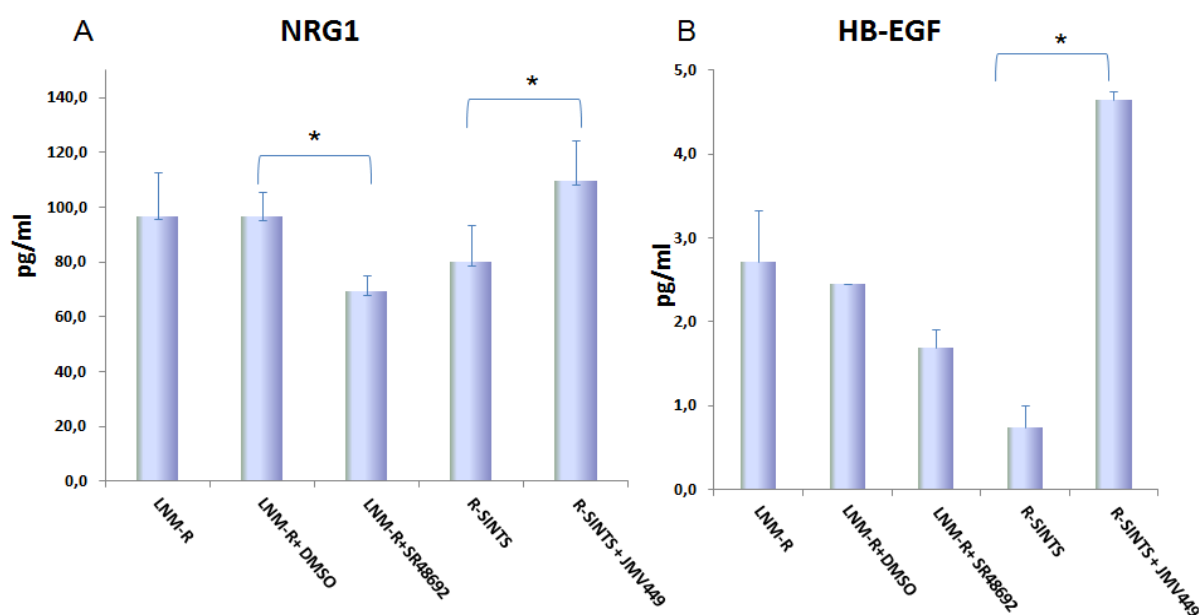 A
NRG1
pg/ml
140,0
120,0
100,0
80,0
60,0
40,0
20,0
0,0
*
*
LNM-R
LNM-R+ DMSO
LNM-R+SR48692
R-SINTS
R-SINTS + JMV449
B
HB-EGF
pg/ml
5,0
4,0
3,0
2,0
1,0
0,0
*
LNM-R
LNM-R+DMSO
LNM-R+ SR48692
R-SINTS
R-SINTS + JMV449